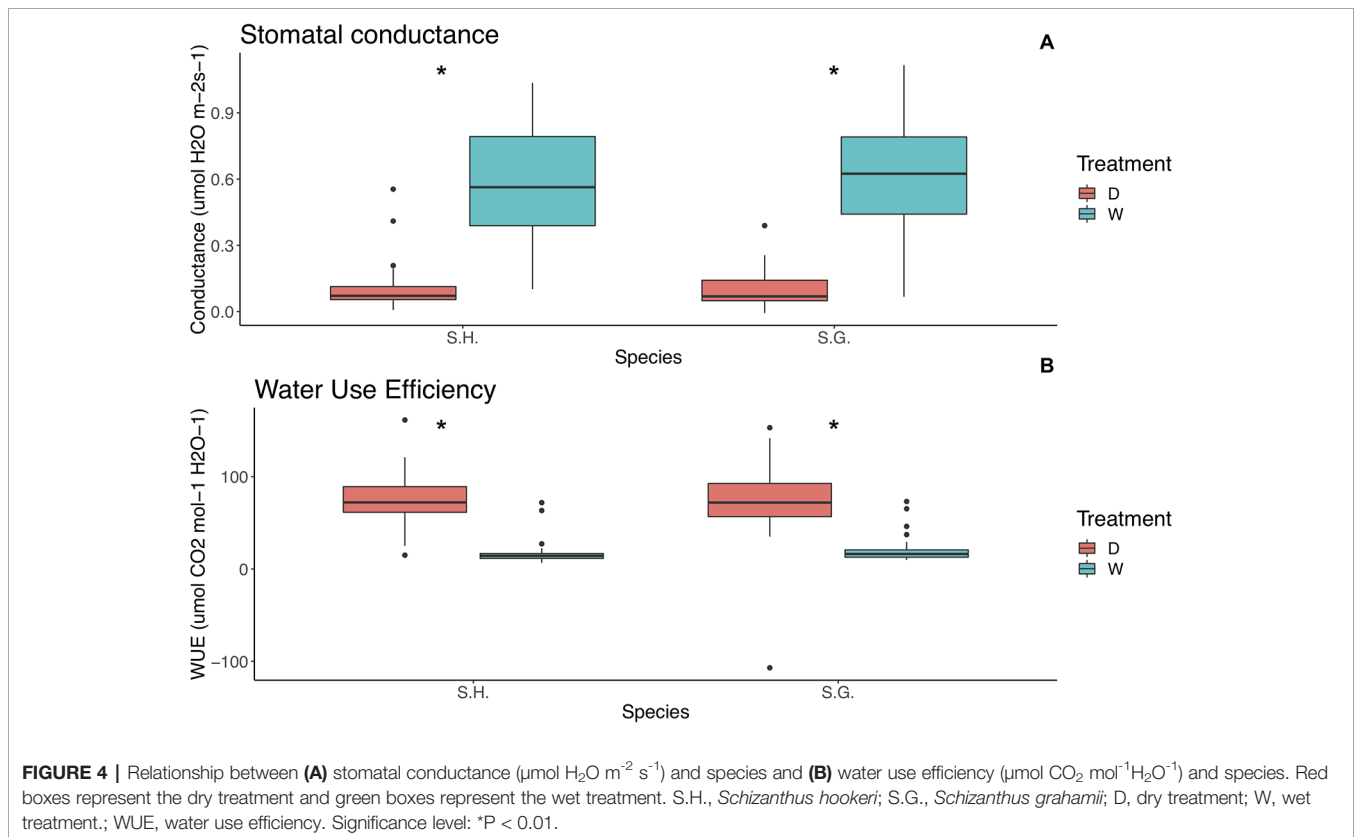 Stomatal conductance
A
*
*
Conductance (umol H2O m−2s−1)
0.9
0.6
0.3
0.0
S.H.
S.G.
Species
Treatment
D
W
B
Water Use Efficiency
*
*
WUE (umol CO2 mol−1 H2O−1)
100
0
−100
S.H.
S.G.
Species
Treatment
D
W
FIGURE 4 | Relationship between (A) stomatal conductance (µmol H₂O m⁻² s⁻¹) and species and (B) water use efficiency (µmol CO₂ mol⁻¹H₂O⁻¹) and species. Red
boxes represent the dry treatment and green boxes represent the wet treatment. S.H., Schizanthus hookeri; S.G., Schizanthus grahamii; D, dry treatment; W, wet
treatment.; WUE, water use efficiency. Significance level: *P < 0.01.